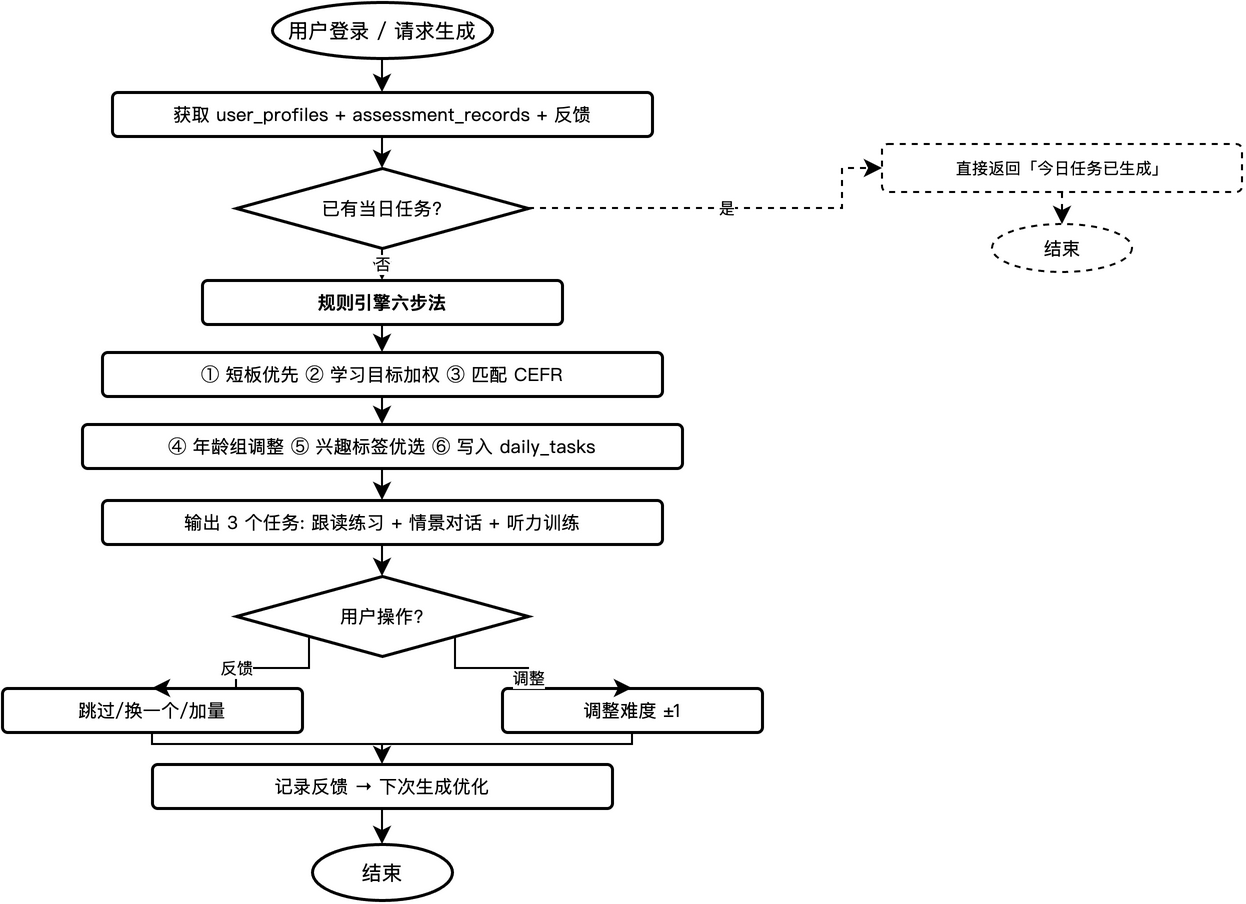 用户登录 / 请求生成
获取 user_profiles + assessment_records + 反馈
已有当日任务?
是
直接返回「今日任务已生成」
结束
否
规则引擎六步法
① 短板优先 ② 学习目标加权 ③ 匹配 CEFR
④ 年龄组调整 ⑤ 兴趣标签优选 ⑥ 写入 daily_tasks
输出 3 个任务: 跟读练习 + 情景对话 + 听力训练
用户操作?
反馈
调整
跳过/换一个/加量
调整难度 ±1
记录反馈 → 下次生成优化
结束